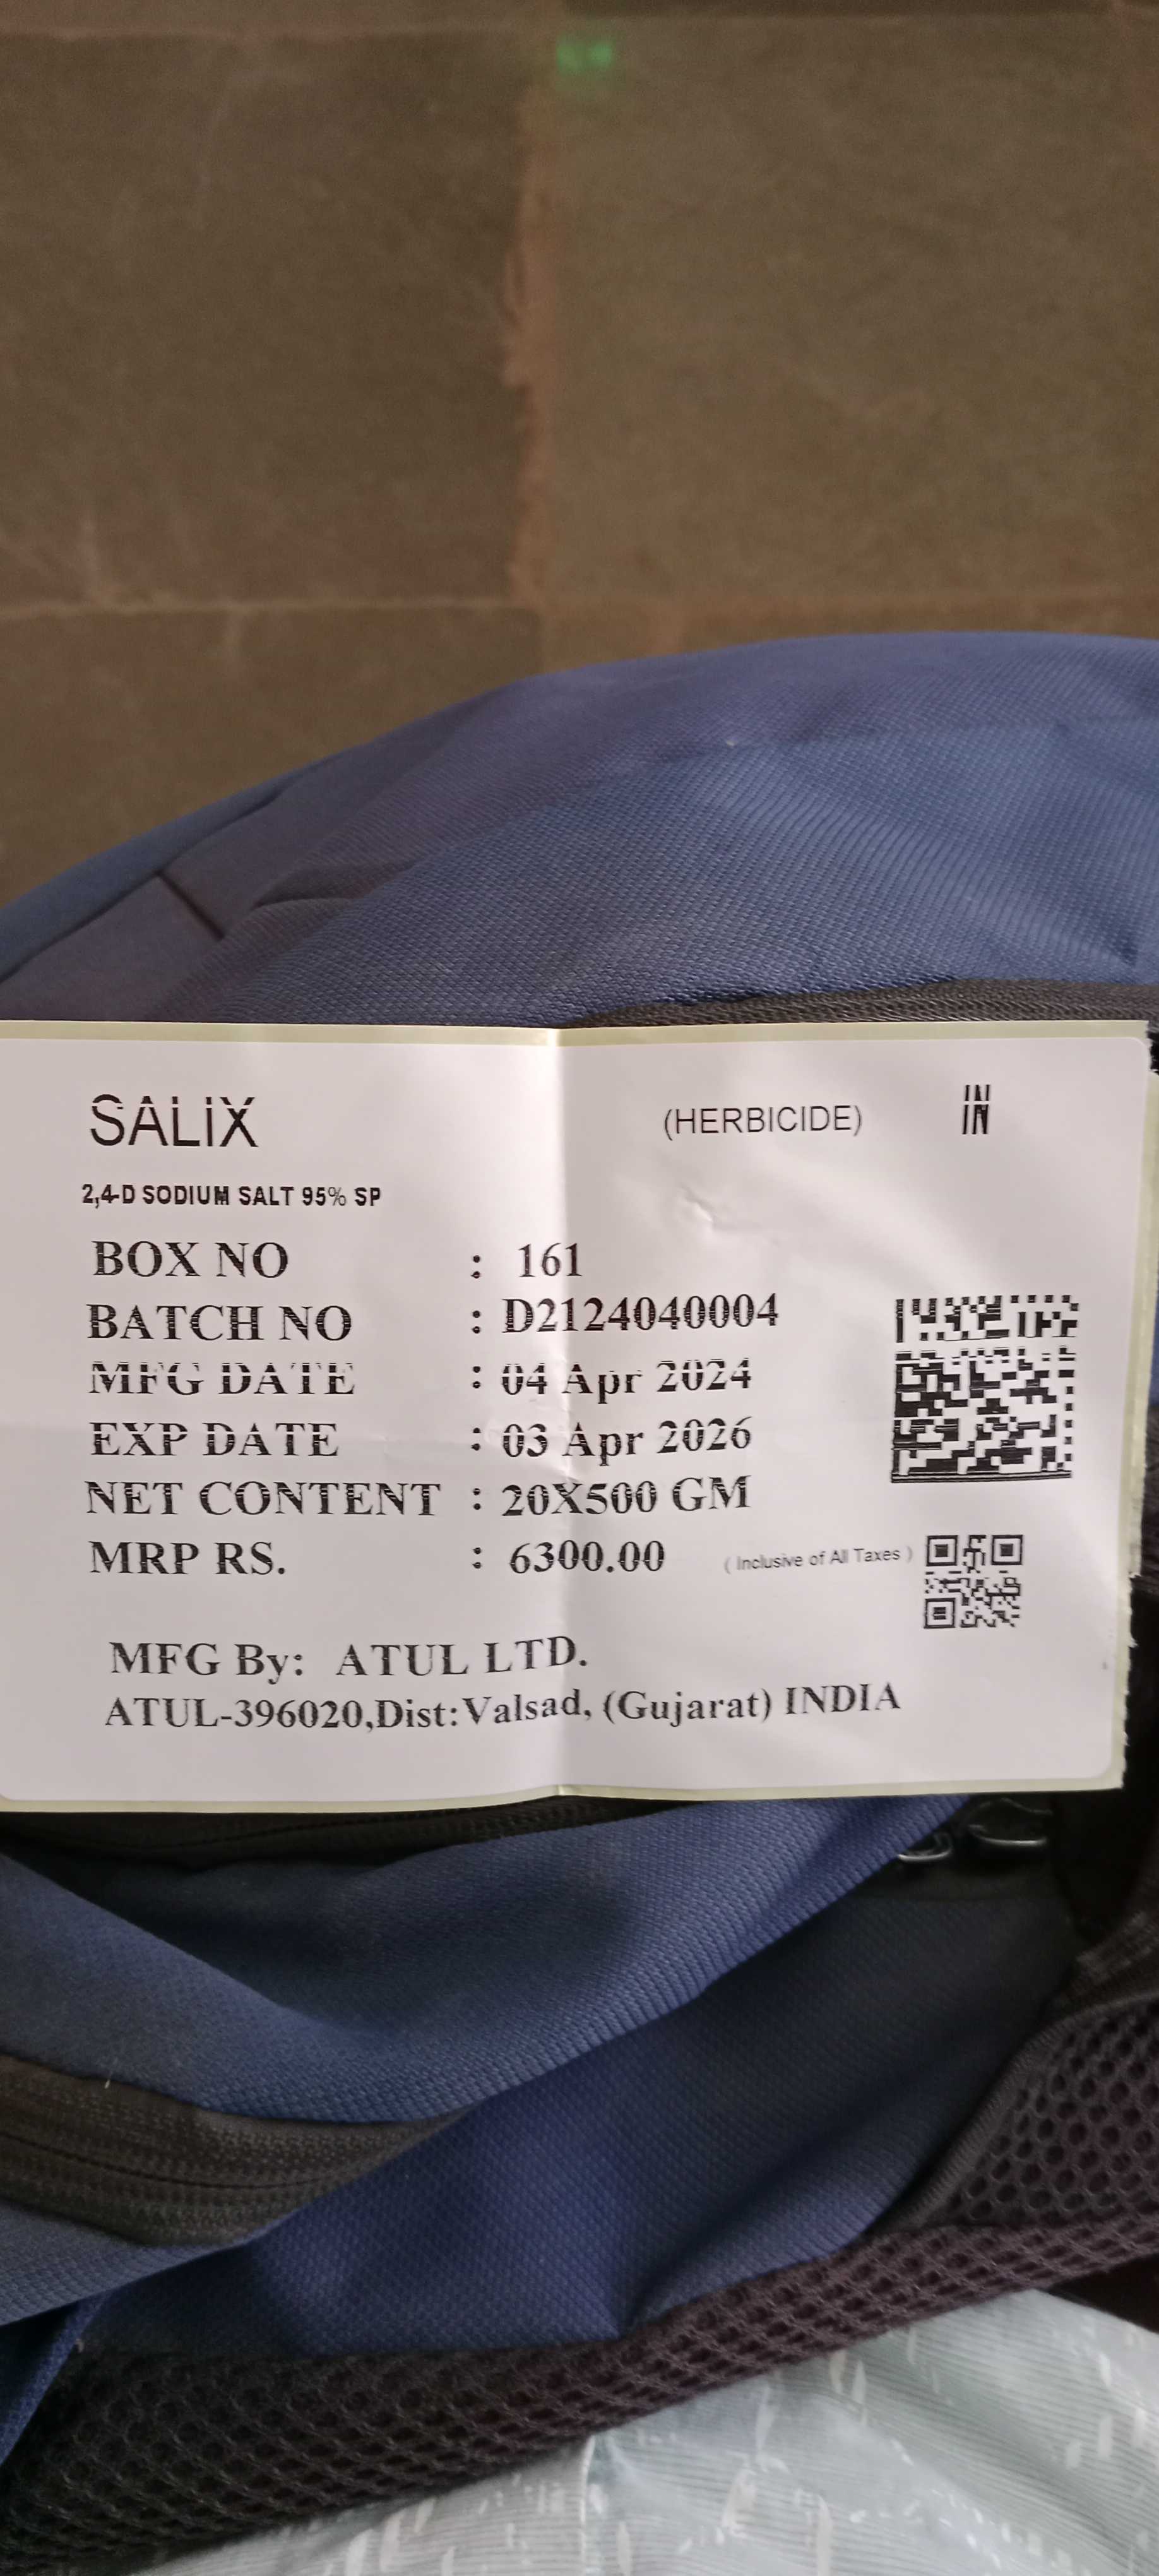 SALIX (HERBICIDE) IN
2,4-D SODIUM SALT 95% SP
BOX NO : 161
BATCH NO : D2124040004
MFG DATE : 04 Apr 2024
EXP DATE : 03 Apr 2026
NET CONTENT : 20X500 GM
MRP RS. : 6300.00 ( Inclusive of All Taxes )
MFG By: ATUL LTD.
ATUL-396020,Dist:Valsad, (Gujarat) INDIA